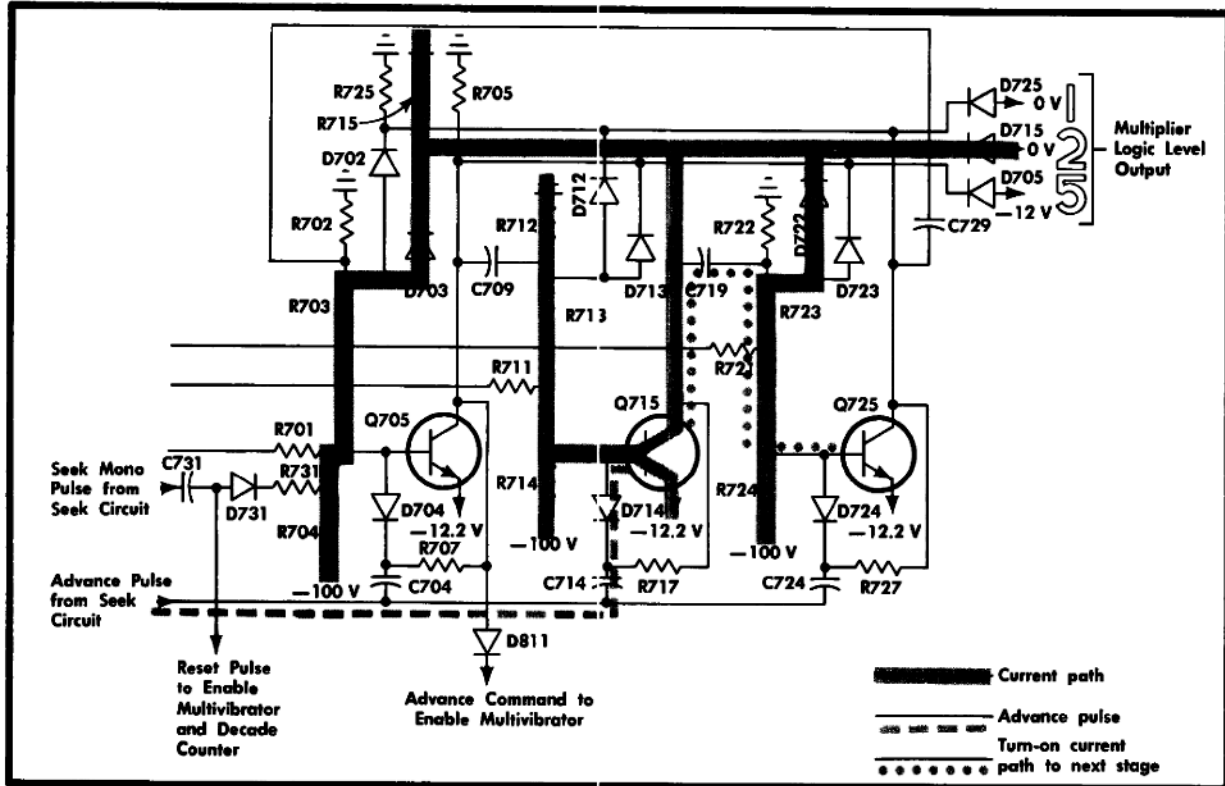 R725
R705
R715
D702
D712
D725
0 V
1
D715
0 V
2
Multiplier
Logic Level
Output
D705
−12 V
5
R702
R712
R722
D722
C729
D703
C709
D713
C719
D723
R703
R713
R723
R711
R721
Q705
Q715
Q725
R701
C731
Seek Mono
Pulse from
Seek Circuit
R731
D731
R704
R714
R724
D704
−12.2 V
D714
−12.2 V
D724
−12.2 V
R707
−100 V
−100 V
−100 V
C704
C714
R717
C724
R727
Advance Pulse
from Seek
Circuit
D811
Reset Pulse
to Enable
Multivibrator
and Decade
Counter
Advance Command to
Enable Multivibrator
Current path
Advance pulse
Turn-on current
path to next stage